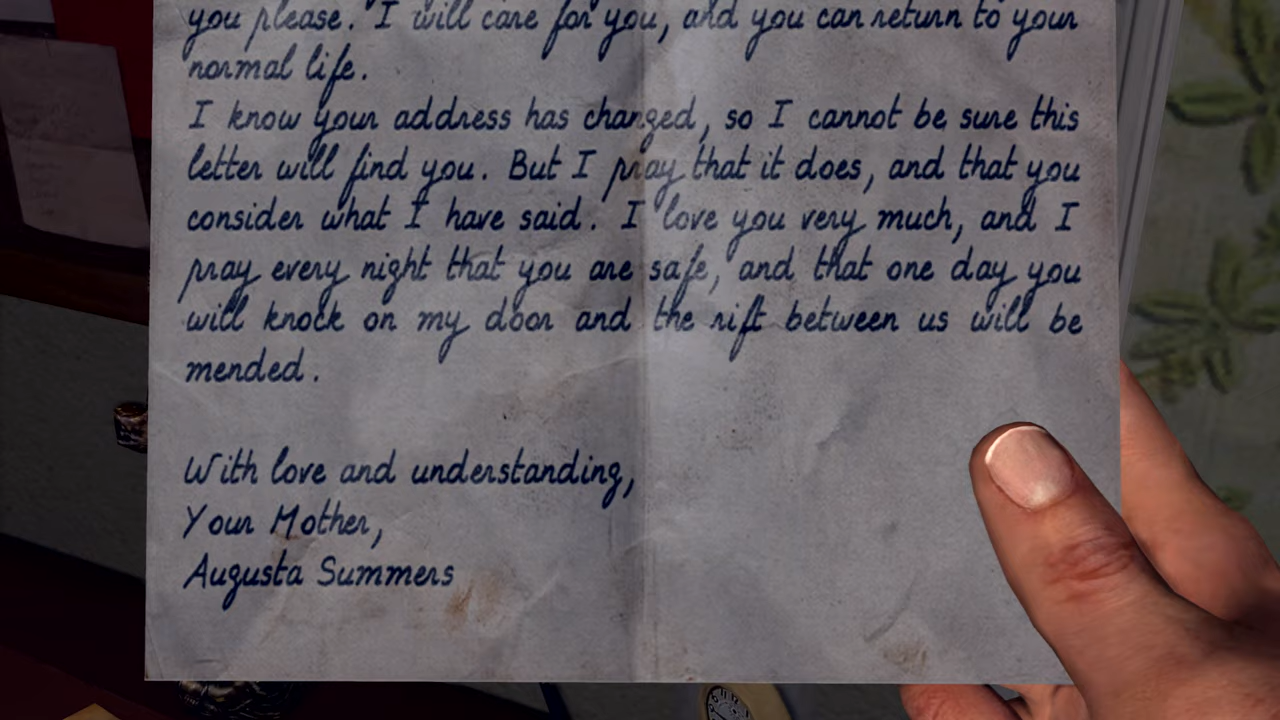 you please. I will care for you, and you can return to your
normal life.
I know your address has changed, so I cannot be sure this
letter will find you. But I pray that it does, and that you
consider what I have said. I love you very much, and I
pray every night that you are safe, and that one day you
will knock on my door and the rift between us will be
mended.
With love and understanding,
Your Mother,
Augusta Summers